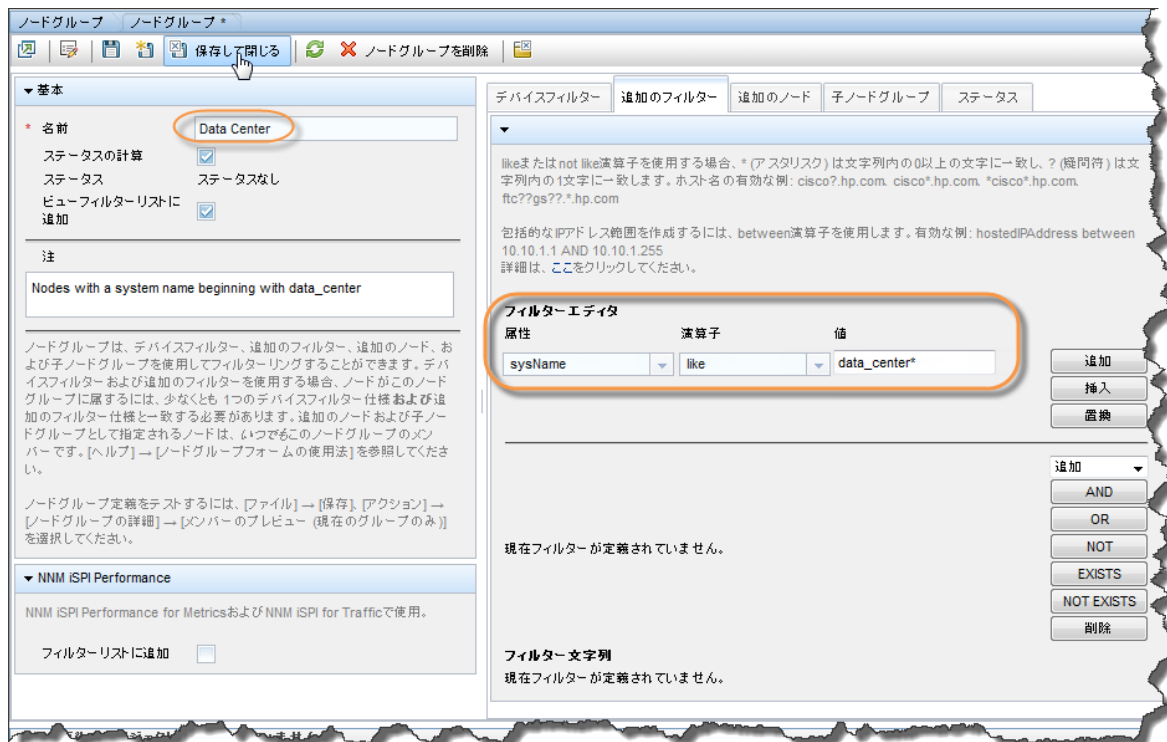 ノードグループ ノードグループ *
保存して閉じる ノードグループを削除
▼基本
* 名前 Data Center
ステータスの計算
ステータス ステータスなし
ビューフィルターリストに
追加
注
Nodes with a system name beginning with data_center
ノードグループは、デバイスフィルター、追加のフィルター、追加のノード、お
よび子ノードグループを使用してフィルターリングすることができます。デバ
イスフィルターおよび追加のフィルターを使用する場合、ノードがこのノード
グループに属するには、少なくとも 1つのデバイスフィルター仕様および追
加のフィルター仕様と一致する必要があります。追加のノードおよび子ノー
ドグループとして指定されるノードは、いつでもこのノードグループのメン
バーです。[ヘルプ] → [ノードグループフォームの使用法] を参照してくださ
い。
ノードグループ定義をテストするには、[ファイル] → [保存]、[アクション] →
[ノードグループの詳細] → [メンバーのプレビュー (現在のグループのみ)]
を選択してください。
▼ NNM iSPI Performance
NNM iSPI Performance for MetricsおよびNNM iSPI for Trafficで使用。
フィルターリストに追加
デバイスフィルター 追加のフィルター 追加のノード 子ノードグループ ステータス
▼
likeまたはnot like演算子を使用する場合、* (アスタリスク) は文字列内の0以上の文字に一致し、? (疑問符) は文
字列内の1文字に一致します。ホスト名の有効な例: cisco?.hp.com. cisco*.hp.com. *cisco*.hp.com.
ftc??gs??.*.hp.com
包括的なIPアドレス範囲を作成するには、between演算子を使用します。有効な例: hostedIPAddress between
10.10.1.1 AND 10.10.1.255
詳細は、ここをクリックしてください。
フィルターエディタ
属性 演算子 値
sysName like data_center*
追加
挿入
置換
追加
AND
OR
NOT
EXISTS
NOT EXISTS
削除
現在フィルターが定義されていません。
フィルター文字列
現在フィルターが定義されていません。